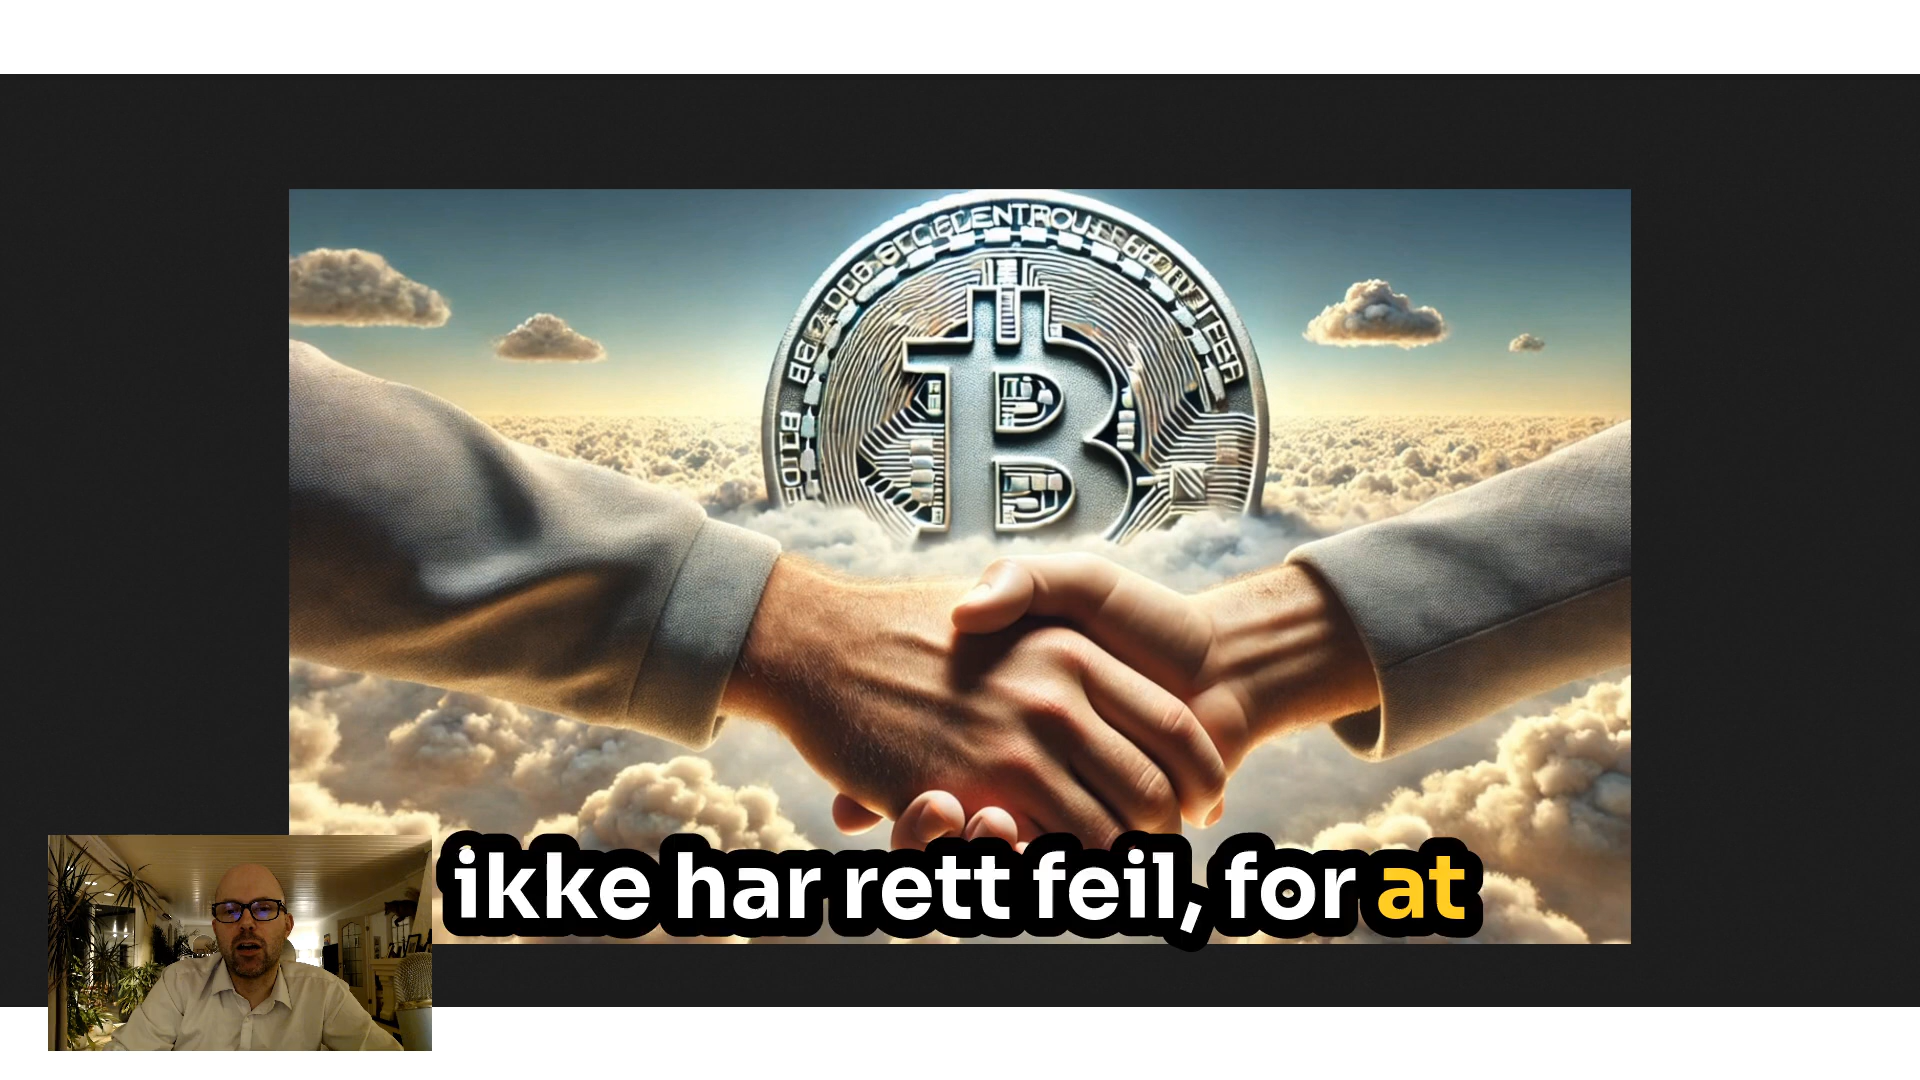 ikke har rett feil, for at